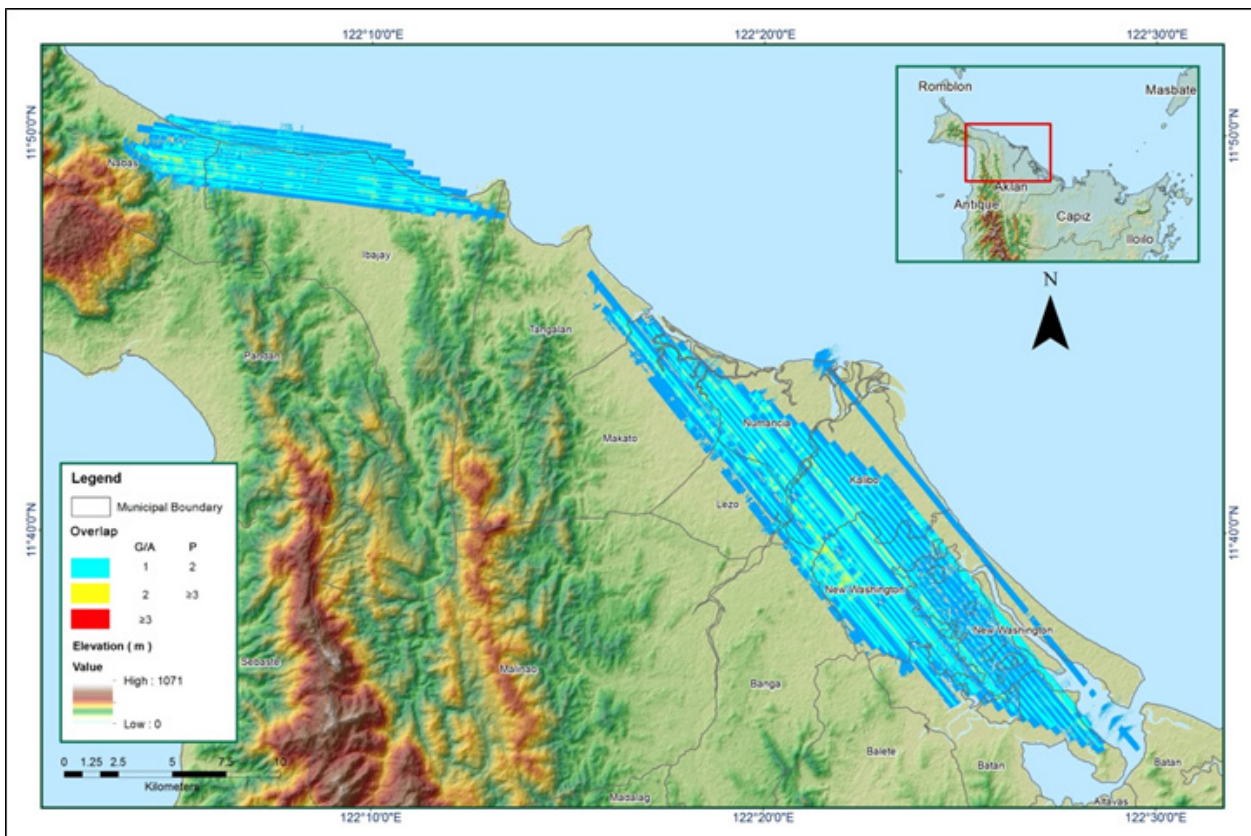 122°10'0"E
122°20'0"E
122°30'0"E
11°50'0"N
11°50'0"N
Romblon
Masbate
Aklan
Antique
Capiz
Iloilo
N
Nabas
Ibajay
Tangalan
Pandan
Makato
Numancia
Kalibo
Lezo
11°40'0"N
11°40'0"N
New Washington
New Washington
Sebaste
Malinao
Banga
Balete
Batan
Batan
Altavas
Madalag
Legend
Municipal Boundary
Overlap
G/A P
1 2
2 ≥3
≥3
Elevation ( m )
Value
High : 1071
Low : 0
0 1.25 2.5 5 7.5 10
Kilometers
122°10'0"E
122°20'0"E
122°30'0"E